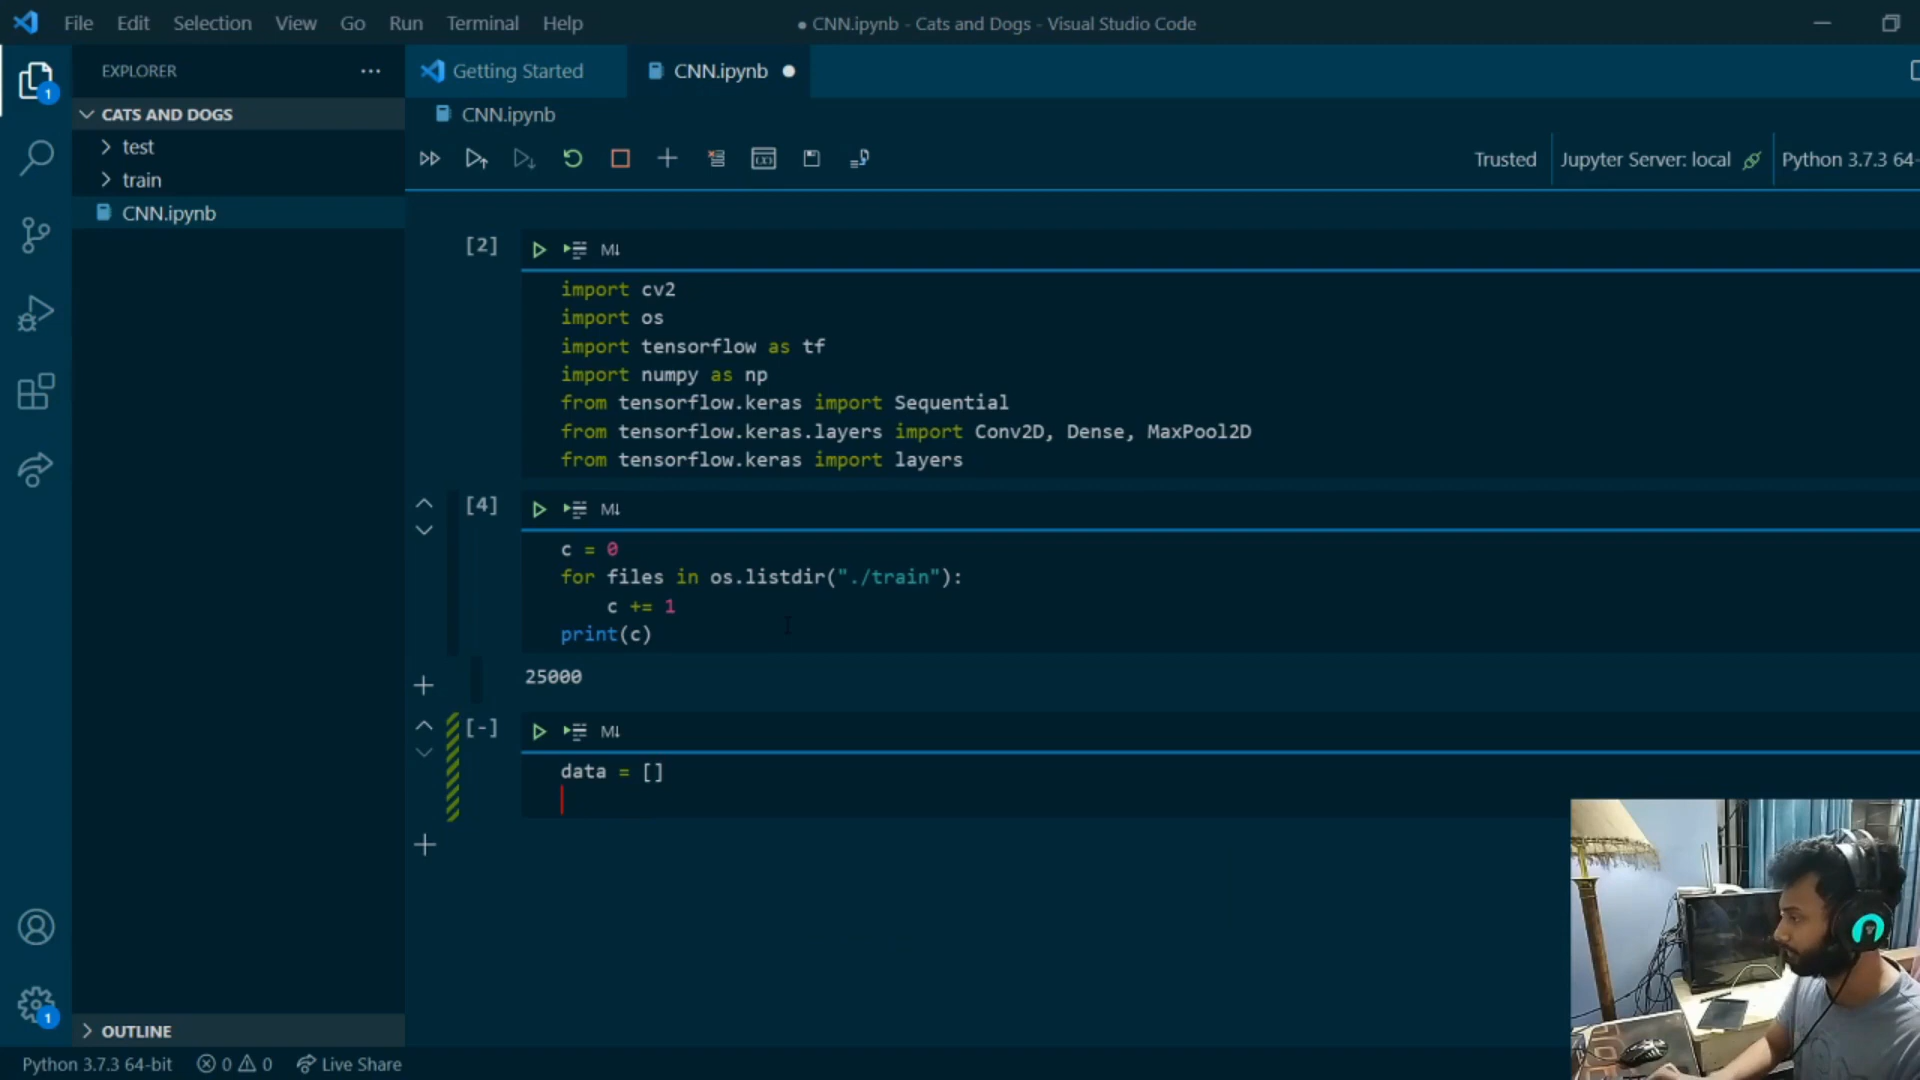 File Edit Selection View Go Run Terminal Help
● CNN.ipynb - Cats and Dogs - Visual Studio Code
EXPLORER
Getting Started
CNN.ipynb
CATS AND DOGS
CNN.ipynb
test
train
Trusted
Jupyter Server: local
Python 3.7.3 64-
CNN.ipynb
[2]
M↓
import cv2
import os
import tensorflow as tf
import numpy as np
from tensorflow.keras import Sequential
from tensorflow.keras.layers import Conv2D, Dense, MaxPool2D
from tensorflow.keras import layers
[4]
M↓
c = 0
for files in os.listdir("./train"):
c += 1
print(c)
25000
[-]
M↓
data = []
1
1
OUTLINE
Python 3.7.3 64-bit
0
0
Live Share